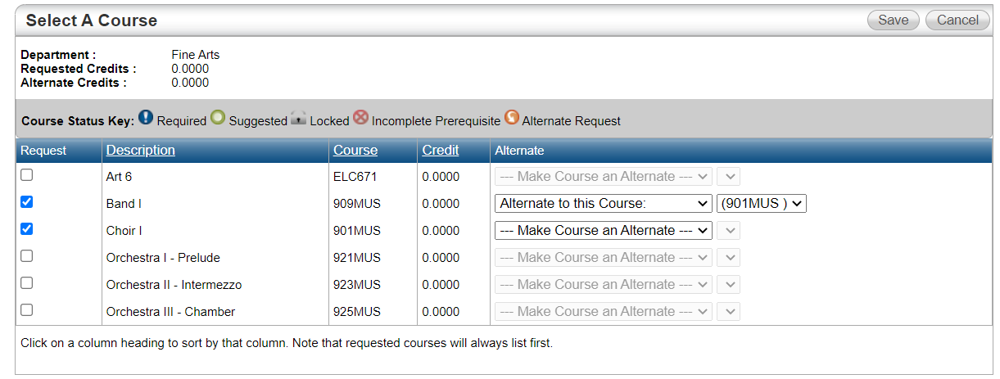 Select A Course Save Cancel
Department : Fine Arts
Requested Credits : 0.0000
Alternate Credits : 0.0000
Course Status Key: Required Suggested Locked Incomplete Prerequisite Alternate Request
Request Description Course Credit Alternate
Art 6 ELC671 0.0000 --- Make Course an Alternate ---
Band I 909MUS 0.0000 Alternate to this Course: (901MUS )
Choir I 901MUS 0.0000 --- Make Course an Alternate ---
Orchestra I - Prelude 921MUS 0.0000 --- Make Course an Alternate ---
Orchestra II - Intermezzo 923MUS 0.0000 --- Make Course an Alternate ---
Orchestra III - Chamber 925MUS 0.0000 --- Make Course an Alternate ---
Click on a column heading to sort by that column. Note that requested courses will always list first.